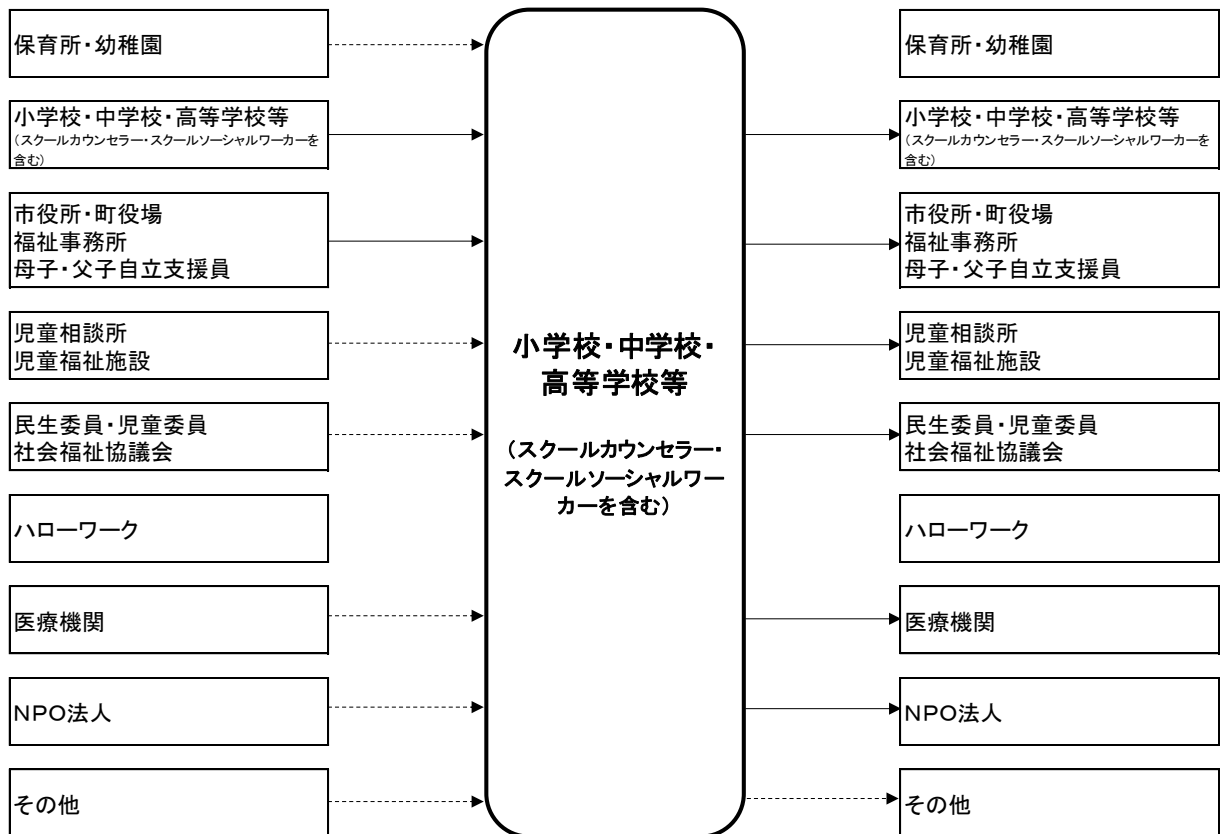 保育所・幼稚園
小学校・中学校・高等学校等
（スクールカウンセラー・スクールソーシャルワーカーを
含む）
市役所・町役場
福祉事務所
母子・父子自立支援員
児童相談所
児童福祉施設
民生委員・児童委員
社会福祉協議会
ハローワーク
医療機関
NPO法人
その他
小学校・中学校・
高等学校等
（スクールカウンセラー・
スクールソーシャルワー
カーを含む）
保育所・幼稚園
小学校・中学校・高等学校等
（スクールカウンセラー・スクールソーシャルワーカーを
含む）
市役所・町役場
福祉事務所
母子・父子自立支援員
児童相談所
児童福祉施設
民生委員・児童委員
社会福祉協議会
ハローワーク
医療機関
NPO法人
その他